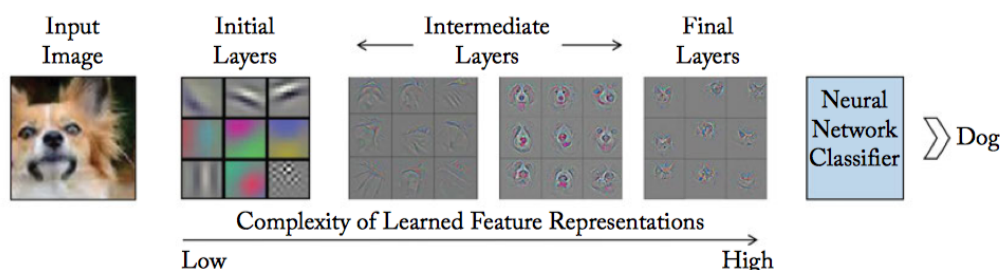 Input
Image
Initial
Layers
Intermediate
Layers
Final
Layers
Neural
Network
Classifier
Dog
Complexity of Learned Feature Representations
Low
High